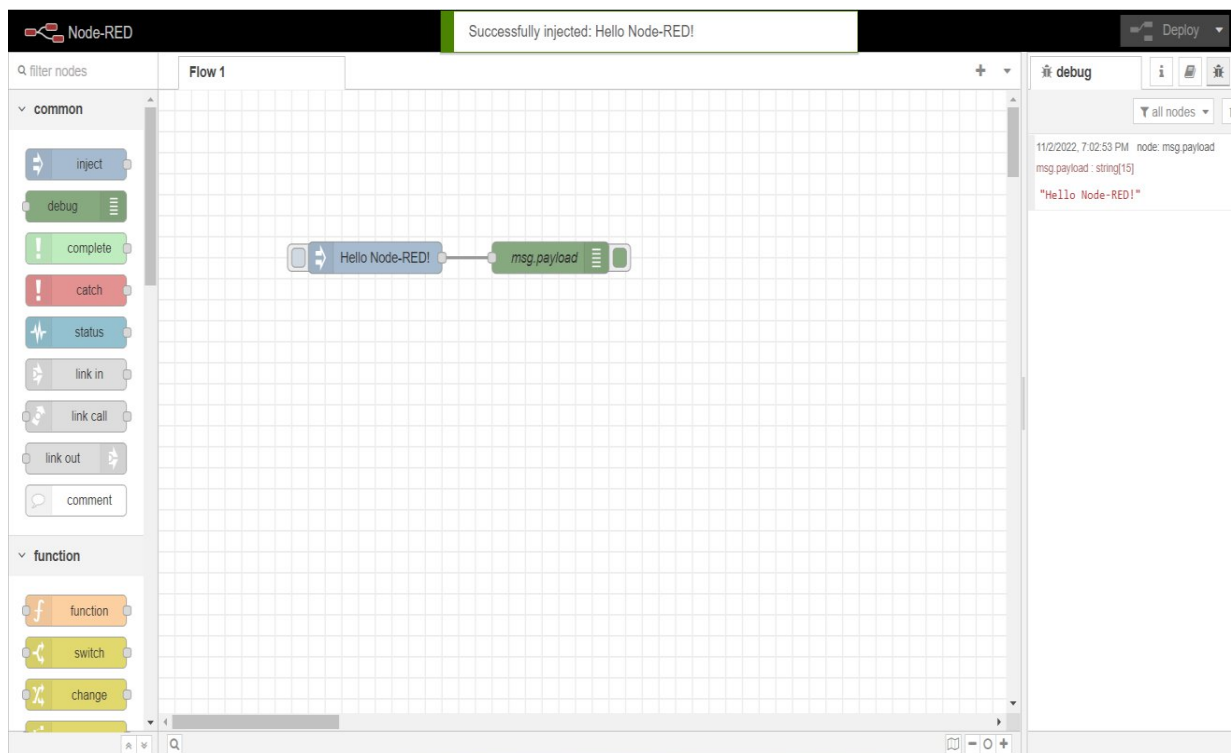 Node-RED
Successfully injected: Hello Node-RED!
Deploy
filter nodes
Flow 1
debug
i
all nodes
common
inject
debug
complete
catch
status
link in
link call
link out
comment
function
function
switch
change
Hello Node-RED!
msg.payload
11/2/2022, 7:02:53 PM node: msg.payload
msg.payload : string[15]
"Hello Node-RED!"